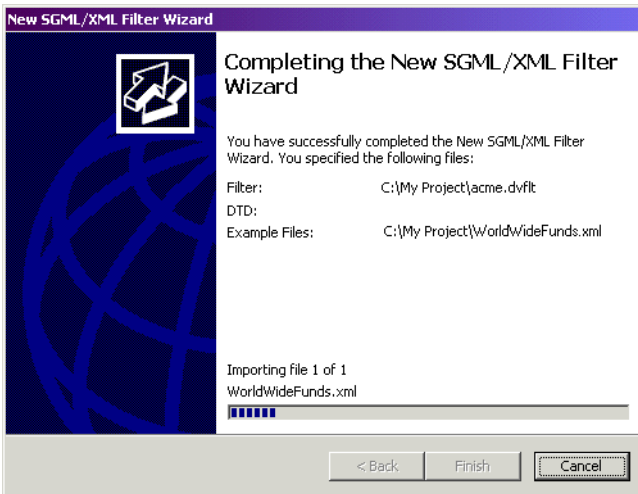 New SGML/XML Filter Wizard
Completing the New SGML/XML Filter
Wizard
You have successfully completed the New SGML/XML Filter
Wizard. You specified the following files:
Filter: C:\My Project\acme.dvflt
DTD:
Example Files: C:\My Project\WorldWideFunds.xml
Importing file 1 of 1
WorldWideFunds.xml
< Back Finish Cancel